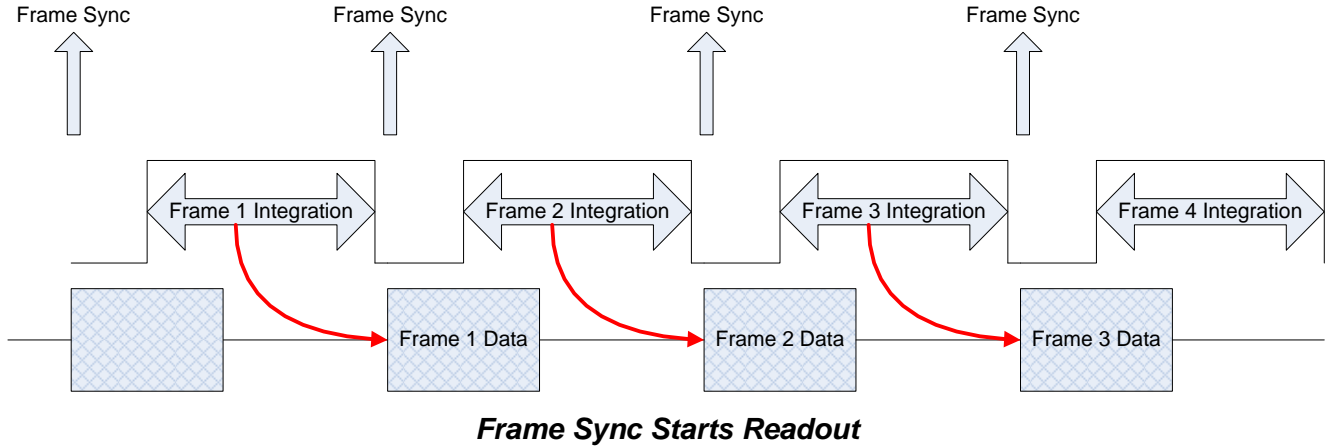 Frame Sync
Frame Sync
Frame Sync
Frame Sync
Frame 1 Integration
Frame 2 Integration
Frame 3 Integration
Frame 4 Integration
Frame 1 Data
Frame 2 Data
Frame 3 Data
Frame Sync Starts Readout